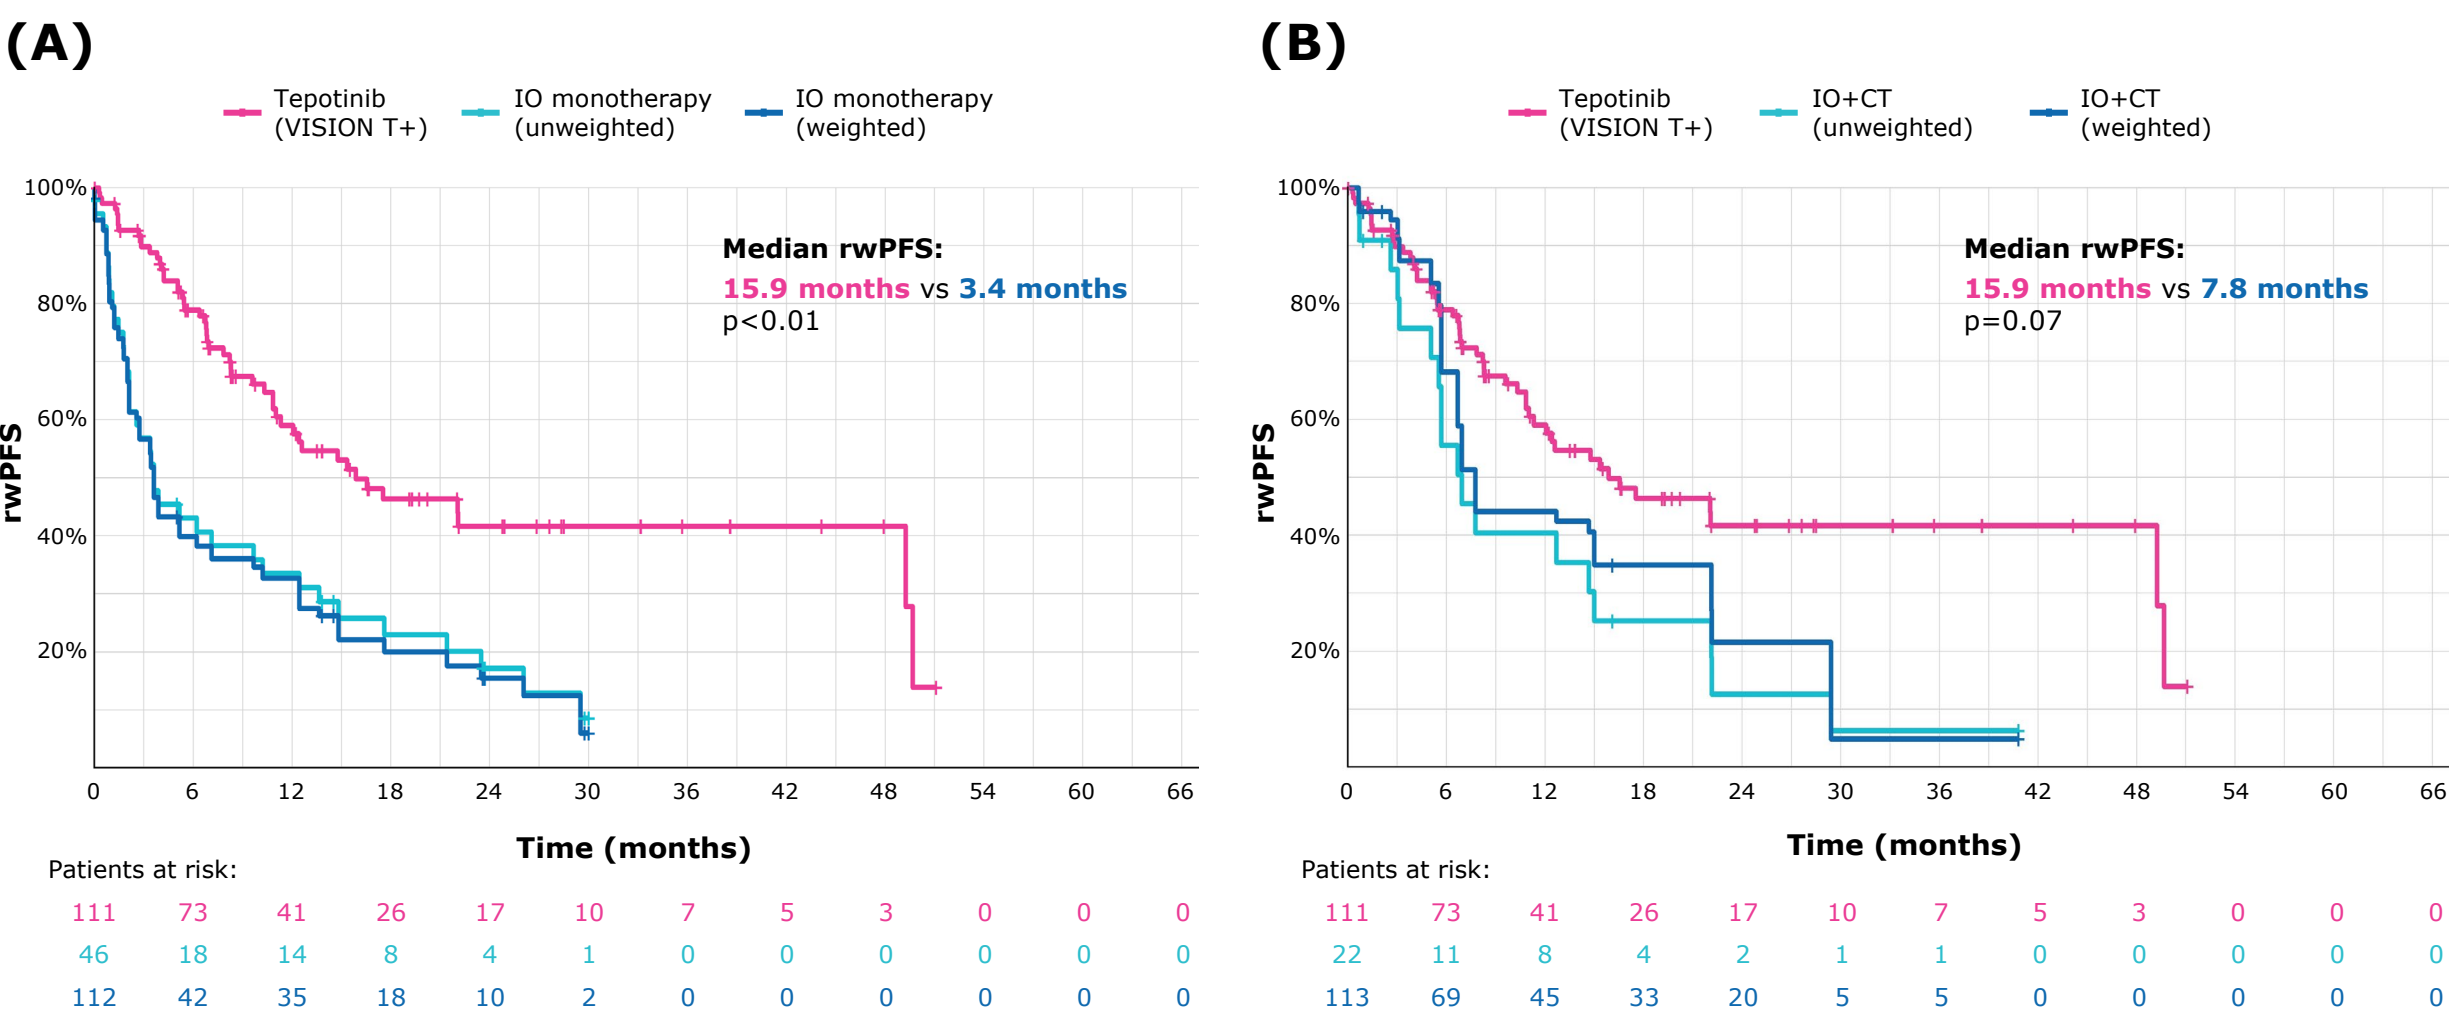 (A)
Tepotinib
(VISION T+)
IO monotherapy
(unweighted)
IO monotherapy
(weighted)
100%
80%
60%
40%
20%
rwPFS
Median rwPFS:
15.9 months vs 3.4 months
p<0.01
0 6 12 18 24 30 36 42 48 54 60 66
Time (months)
Patients at risk:
111 73 41 26 17 10 7 5 3 0 0 0
46 18 14 8 4 1 0 0 0 0 0 0
112 42 35 18 10 2 0 0 0 0 0 0
(B)
Tepotinib
(VISION T+)
IO+CT
(unweighted)
IO+CT
(weighted)
100%
80%
60%
40%
20%
rwPFS
Median rwPFS:
15.9 months vs 7.8 months
p=0.07
0 6 12 18 24 30 36 42 48 54 60 66
Time (months)
Patients at risk:
111 73 41 26 17 10 7 5 3 0 0 0
22 11 8 4 2 1 1 0 0 0 0 0
113 69 45 33 20 5 5 0 0 0 0 0